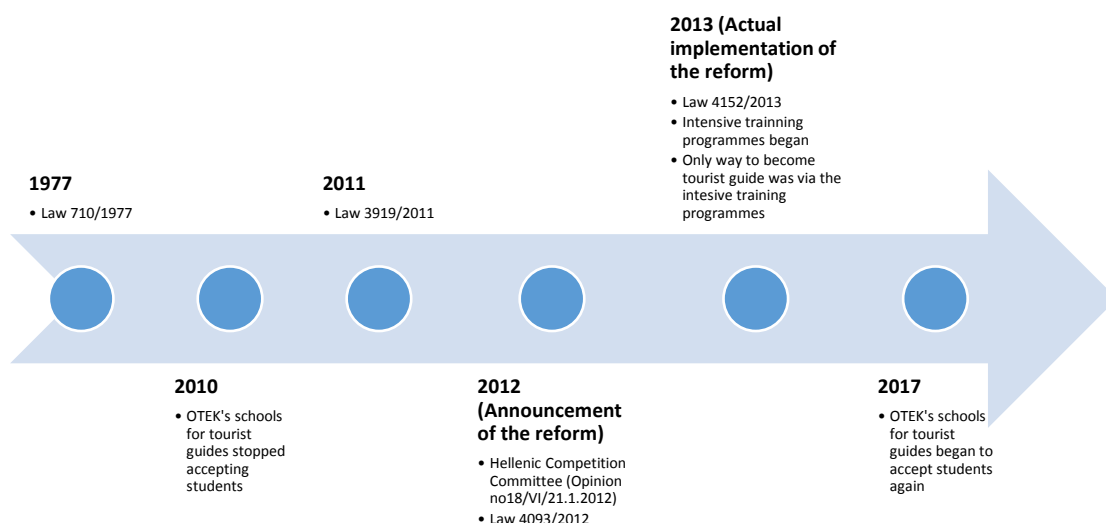 1977
• Law 710/1977
2010
• OTEK's schools
for tourist
guides stopped
accepting
students
2011
• Law 3919/2011
2012
(Announcement
of the reform)
• Hellenic Competition
Committee (Opinion
no18/VI/21.1.2012)
• Law 4093/2012
2013 (Actual
implementation of
the reform)
• Law 4152/2013
• Intensive trainning
programmes began
• Only way to become
tourist guide was via the
intesive training
programmes
2017
• OTEK's schools
for tourist
guides began to
accept students
again